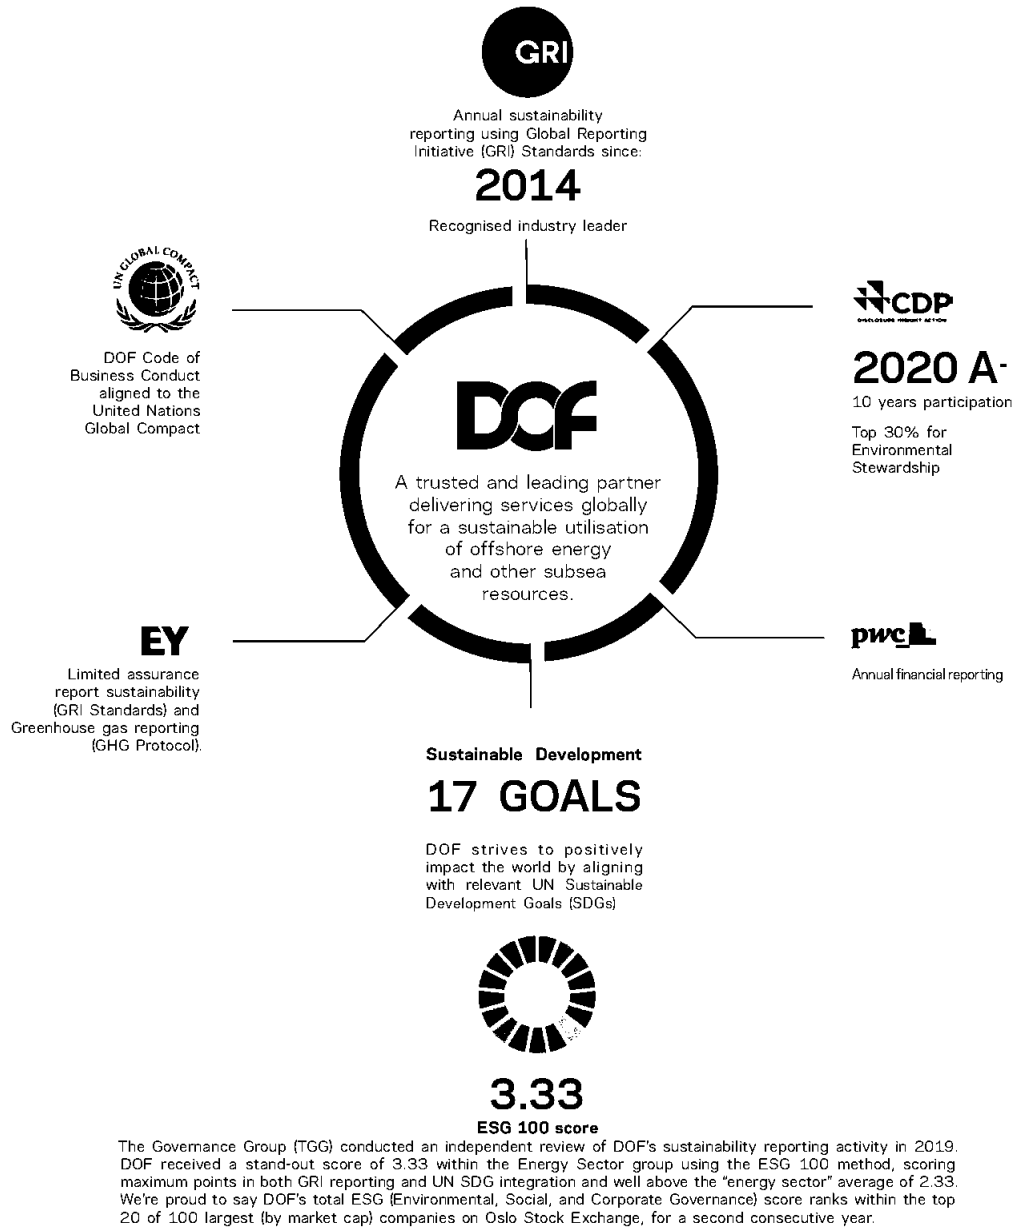 GRI
Annual sustainability
reporting using Global Reporting
Initiative (GRI) Standards since:
2014
Recognised industry leader
UN GLOBAL COMPACT
DOF Code of
Business Conduct
aligned to the
United Nations
Global Compact
CDP
DISCLOSURE INSIGHT ACTION
2020 A-
10 years participation
Top 30% for
Environmental
Stewardship
DOF
A trusted and leading partner
delivering services globally
for a sustainable utilisation
of offshore energy
and other subsea
resources.
EY
Limited assurance
report sustainability
(GRI Standards) and
Greenhouse gas reporting
(GHG Protocol).
pwc
Annual financial reporting
Sustainable Development
17 GOALS
DOF strives to positively
impact the world by aligning
with relevant UN Sustainable
Development Goals (SDGs)
3.33
ESG 100 score
The Governance Group (TGG) conducted an independent review of DOF's sustainability reporting activity in 2019.
DOF received a stand-out score of 3.33 within the Energy Sector group using the ESG 100 method, scoring
maximum points in both GRI reporting and UN SDG integration and well above the "energy sector" average of 2.33.
We're proud to say DOF's total ESG (Environmental, Social, and Corporate Governance) score ranks within the top
20 of 100 largest (by market cap) companies on Oslo Stock Exchange, for a second consecutive year.